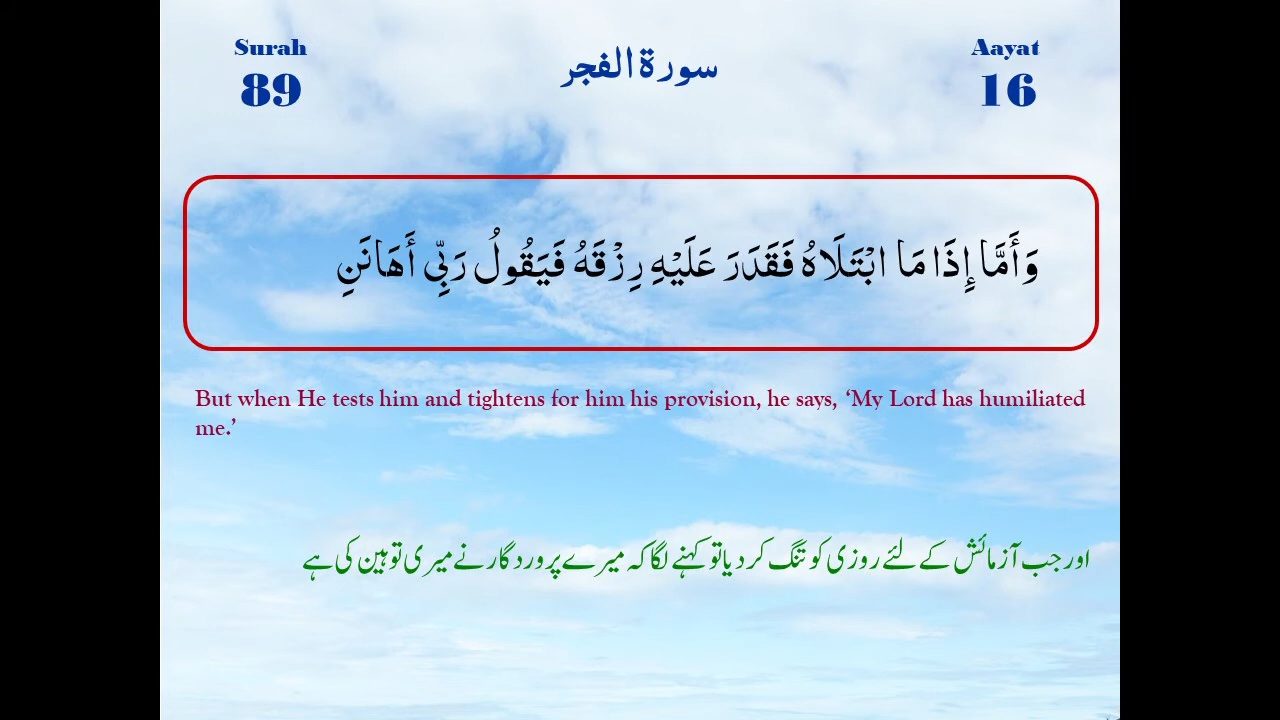 Surah
89
سورة الفجر
Aayat
16
وَأَمَّا إِذَا مَا ابْتَلَاهُ فَقَدَرَ عَلَيْهِ رِزْقَهُ فَيَقُولُ رَبِّي أَهَانَنِ
But when He tests him and tightens for him his provision, he says, ‘My Lord has humiliated
me.’
اور جب آزمائش کے لئے روزی کو تنگ کردیا تو کہنے لگا کہ میرے پروردگار نے میری توہین کی ہے